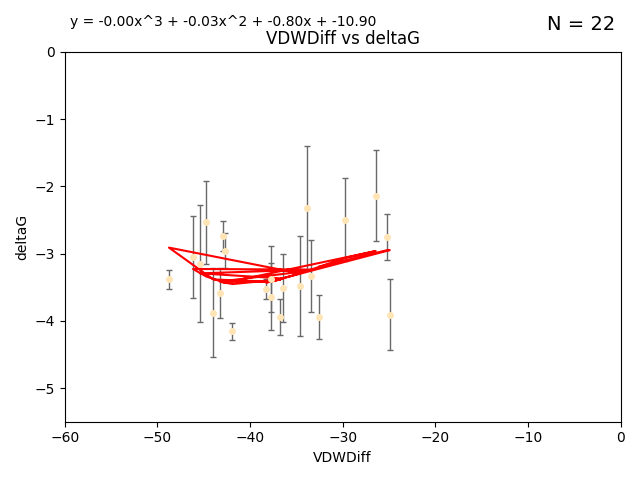 y = -0.00x^3 + -0.03x^2 + -0.80x + -10.90
N = 22
VDWDiff vs deltaG
0
−1
−2
−3
−4
−5
deltaG
−60 −50 −40 −30 −20 −10 0
VDWDiff